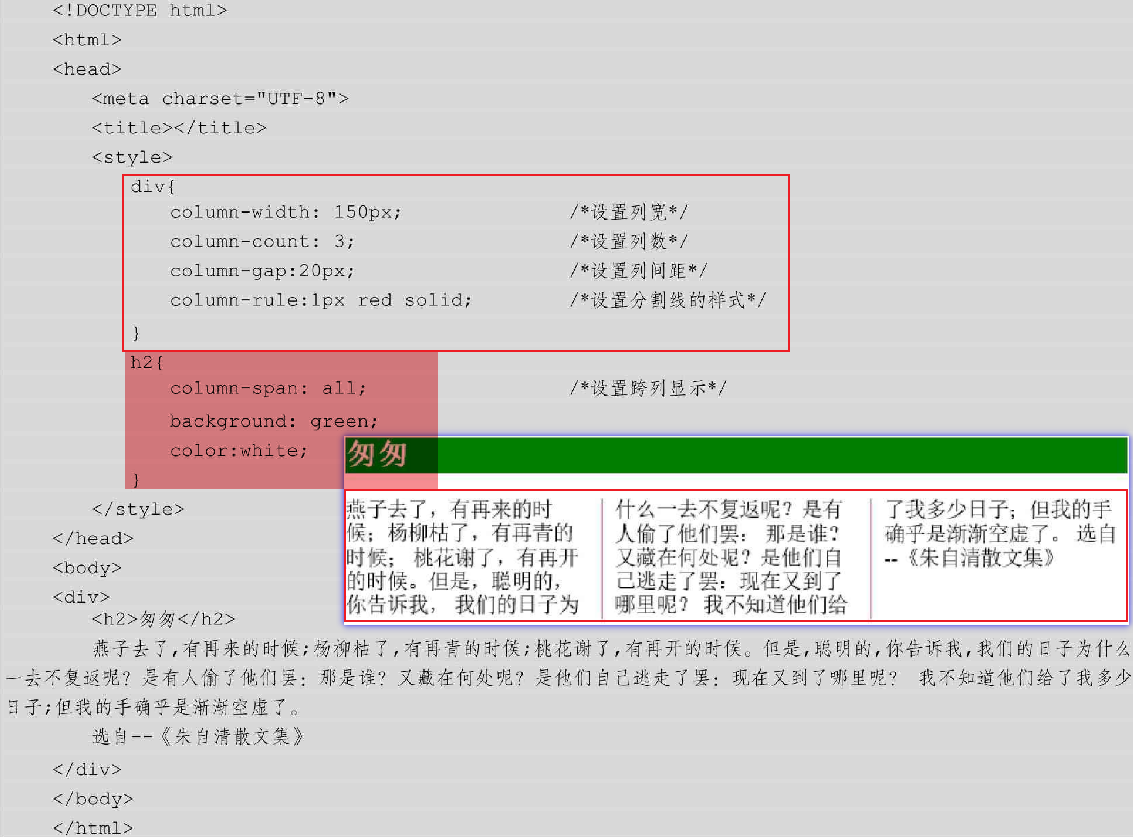 <!DOCTYPE html>
<html>
<head>
<meta charset="UTF-8">
<title></title>
<style>
div{
column-width: 150px; /*设置列宽*/
column-count: 3; /*设置列数*/
column-gap:20px; /*设置列间距*/
column-rule:1px red solid; /*设置分割线的样式*/
}
h2{
column-span: all; /*设置跨列显示*/
background: green;
color:white;
}
匆匆
燕子去了，有再来的时
候；杨柳枯了，有再青的
时候； 桃花谢了，有再开
的时候。但是，聪明的，
你告诉我， 我们的日子为
什么一去不复返呢？是有
人偷了他们罢： 那是谁？
又藏在何处呢？是他们自
己逃走了罢：现在又到了
哪里呢？ 我不知道他们给
了我多少日子；但我的手
确乎是渐渐空虚了。 选自
--《朱自清散文集》
</style>
</head>
<body>
<div>
<h2>匆匆</h2>
燕子去了,有再来的时候;杨柳枯了,有再青的时候;桃花谢了,有再开的时候。但是,聪明的,你告诉我,我们的日子为什么
一去不复返呢？是有人偷了他们罢：那是谁？又藏在何处呢？是他们自己逃走了罢：现在又到了哪里呢？ 我不知道他们给了我多少
日子;但我的手确乎是渐渐空虚了。
选自--《朱自清散文集》
</div>
</body>
</html>